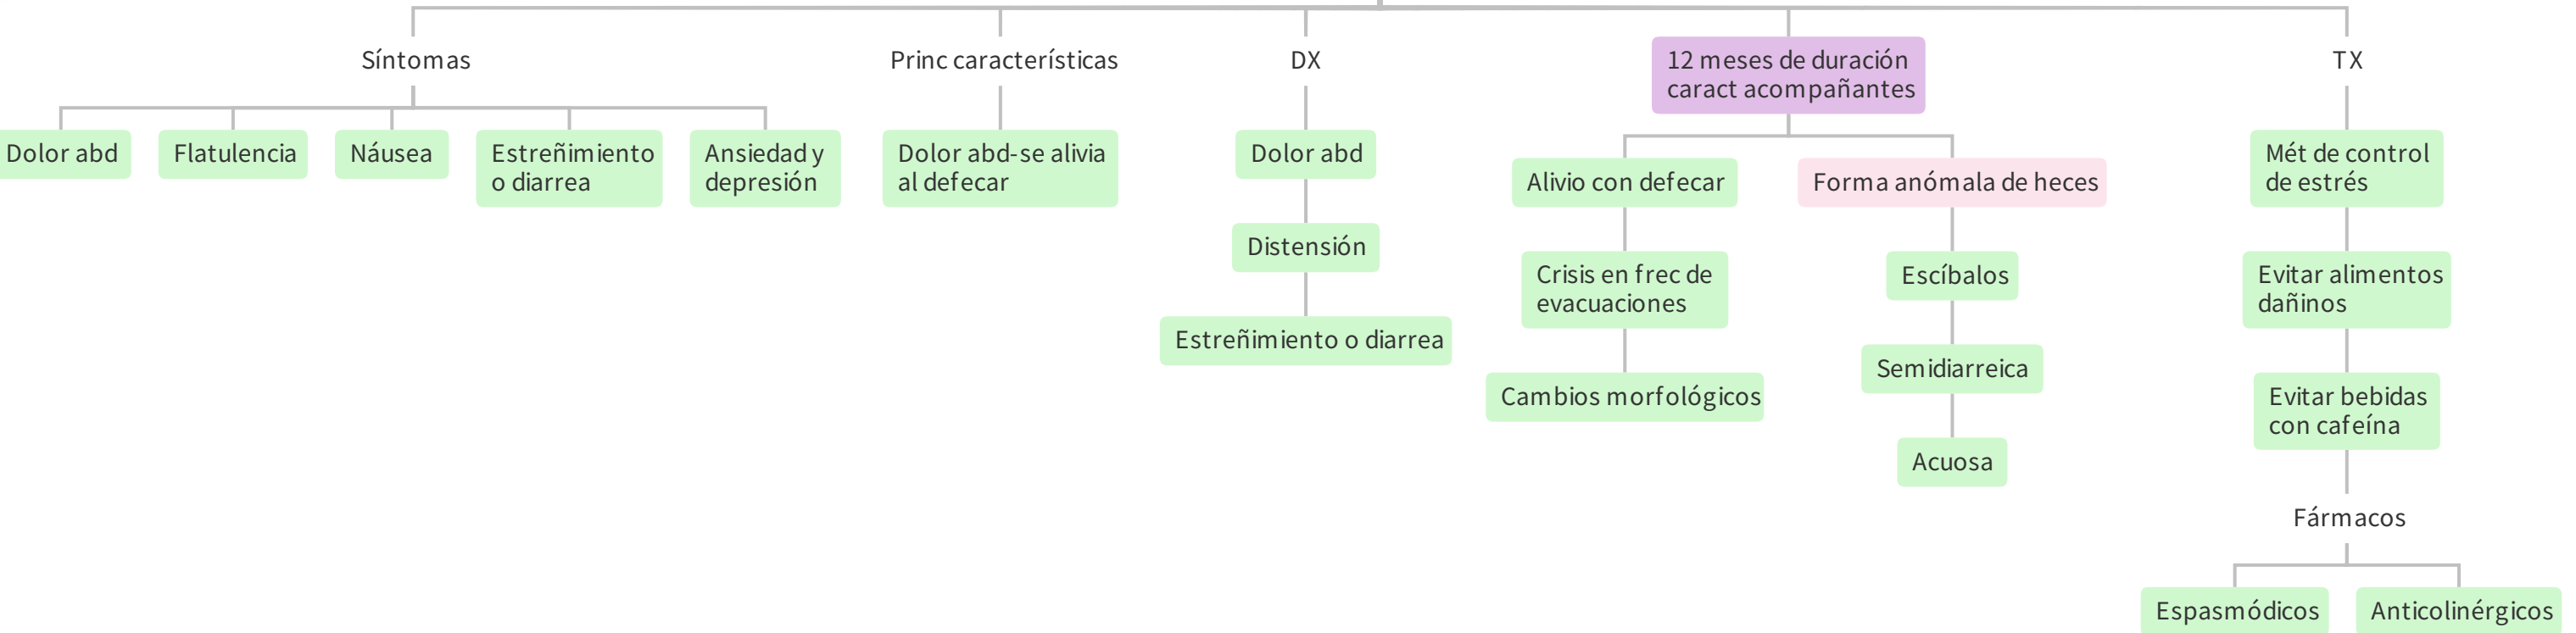 Síntomas
Dolor abd
Flatulencia
Náusea
Estreñimiento
o diarrea
Ansiedad y
depresión
Princ característicás
Dolor abd-se alivia
al defecar
DX
Dolor abd
Distensión
Estreñimiento o diarrea
12 meses de duración
caract acompañantes
Alivio con defecar
Crisis en frec de
evacuaciones
Cambios morfológicos
Forma anómala de heces
Escíbalos
Semidiarreica
Acuosa
TX
Mét de control
de estrés
Evitar alimentos
dañinos
Evitar bebidas
con cafeína
Fármacos
Espasmódicos
Anticolinérgicos